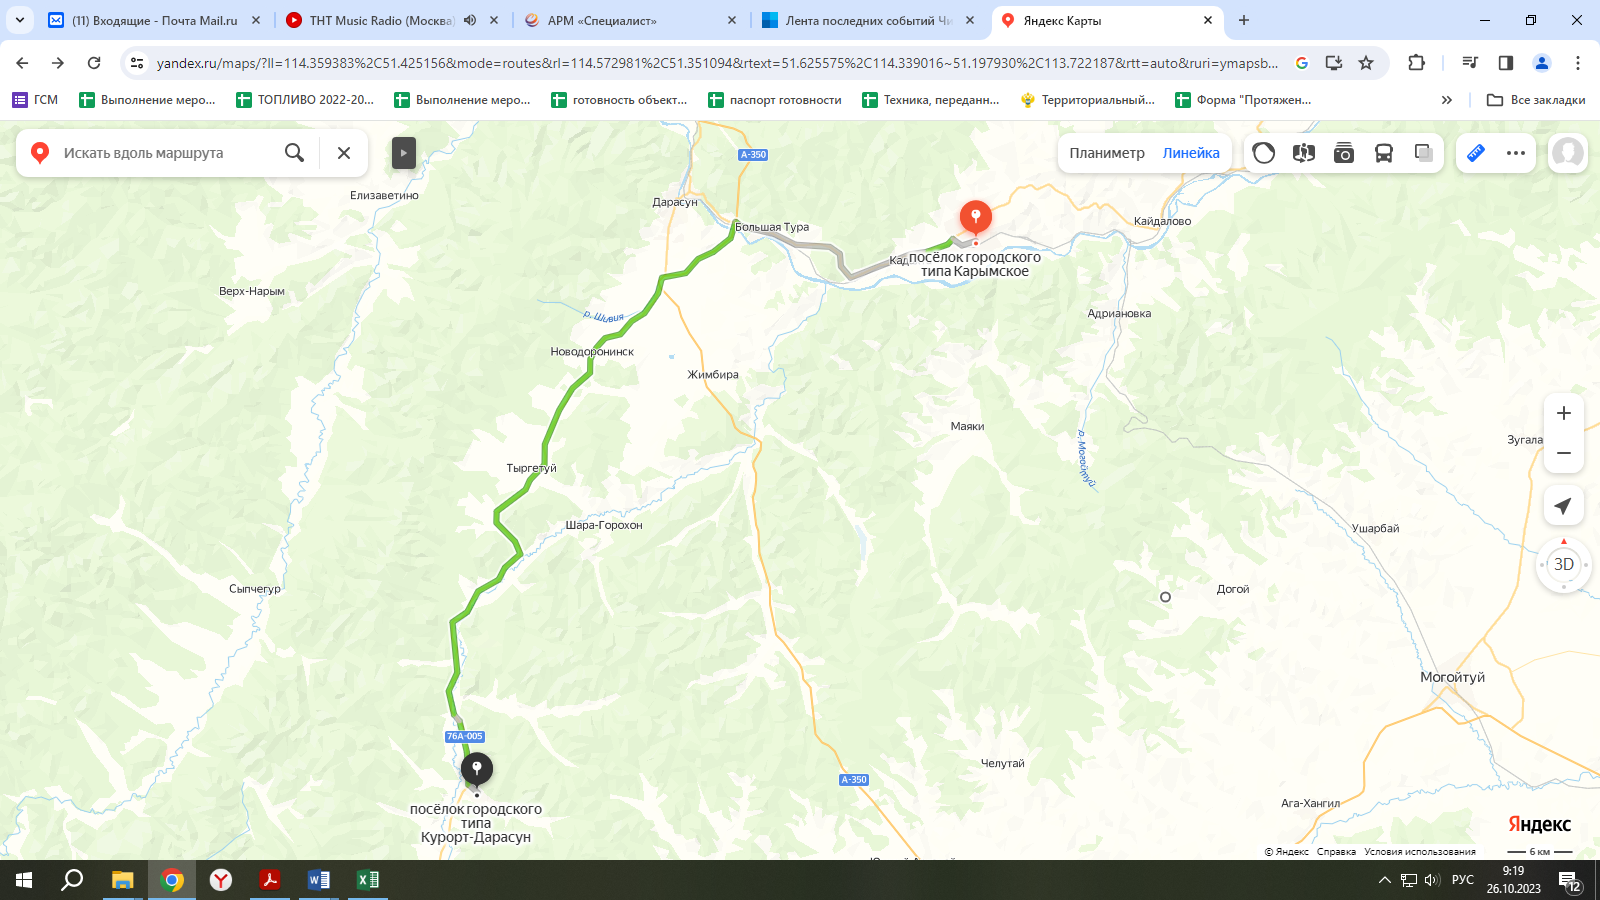 (11) Входящие - Почта Mail.ru
ТНТ Music Radio (Москва)
АРМ «Специалист»
Лента последних событий Чи
Яндекс Карты
yandex.ru/maps/?ll=114.359383%2C51.425156&mode=routes&rl=114.572981%2C51.351094&rtext=51.625575%2C114.339016~51.197930%2C113.722187&rtt=auto&ruri=ymapsb...
ГСМ
Выполнение меро...
ТОПЛИВО 2022-20...
Выполнение меро...
готовность объект...
паспорт готовности
Техника, переданн...
Территориальный...
Форма "Протяжен...
»
Все закладки
Искать вдоль маршрута
Планиметр
Линейка
А-350
Елизаветино
Дарасун
Большая Тура
Кайдалово
Кад
посёлок городского
типа Карымское
Верх-Нарым
р. Шивия
Адриановка
Новодоронинск
Жимбира
Маяки
Зугала
р. Могойтуй
Тыргетуй
Шара-Горохон
Ушарбай
3D
Сыпчегур
Догой
Могойтуй
76А-005
Челутай
А-350
посёлок городского
типа
Курорт-Дарасун
Ага-Хангил
Яндекс
© Яндекс Справка Условия использования
6 км
РУС
9:19
26.10.2023
12